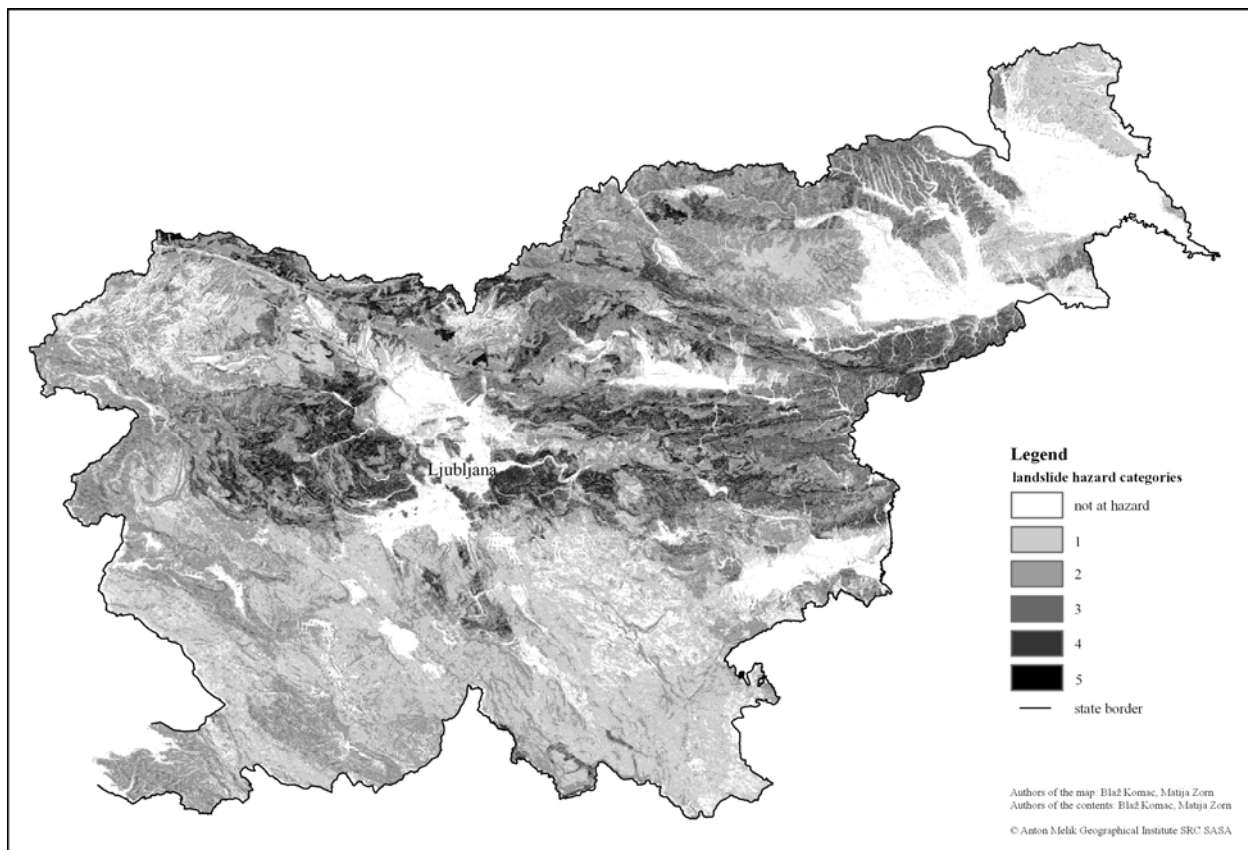 Ljubljana
Legend
landslide hazard categories
not at hazard
1
2
3
4
5
state border
Authors of the map: Blaž Komac, Matija Zorn
Authors of the contents: Blaž Komac, Matija Zorn
© Anton Melik Geographical Institute SRC SASA